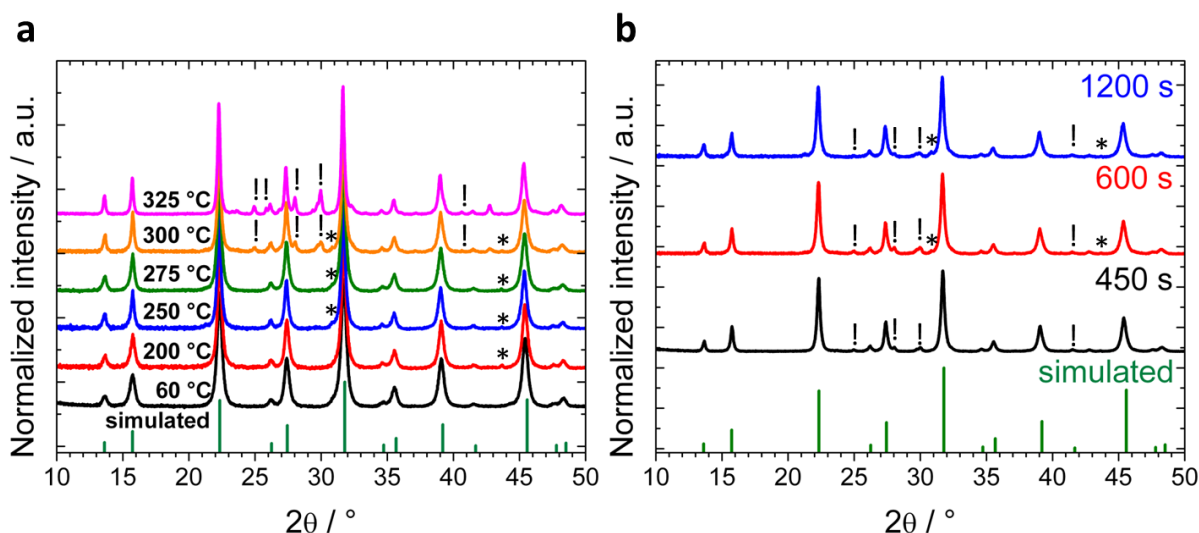 a
Normalized intensity / a.u.
! ! ! !
325 °C
!
! ! !
300 °C
*
!
*
275 °C
*
*
250 °C
*
*
200 °C
*
60 °C
simulated
10 15 20 25 30 35 40 45 50
2θ / °
b
Normalized intensity / a.u.
1200 s
! ! ! * ! *
600 s
! ! ! * ! *
450 s
! ! ! !
simulated
10 15 20 25 30 35 40 45 50
2θ / °